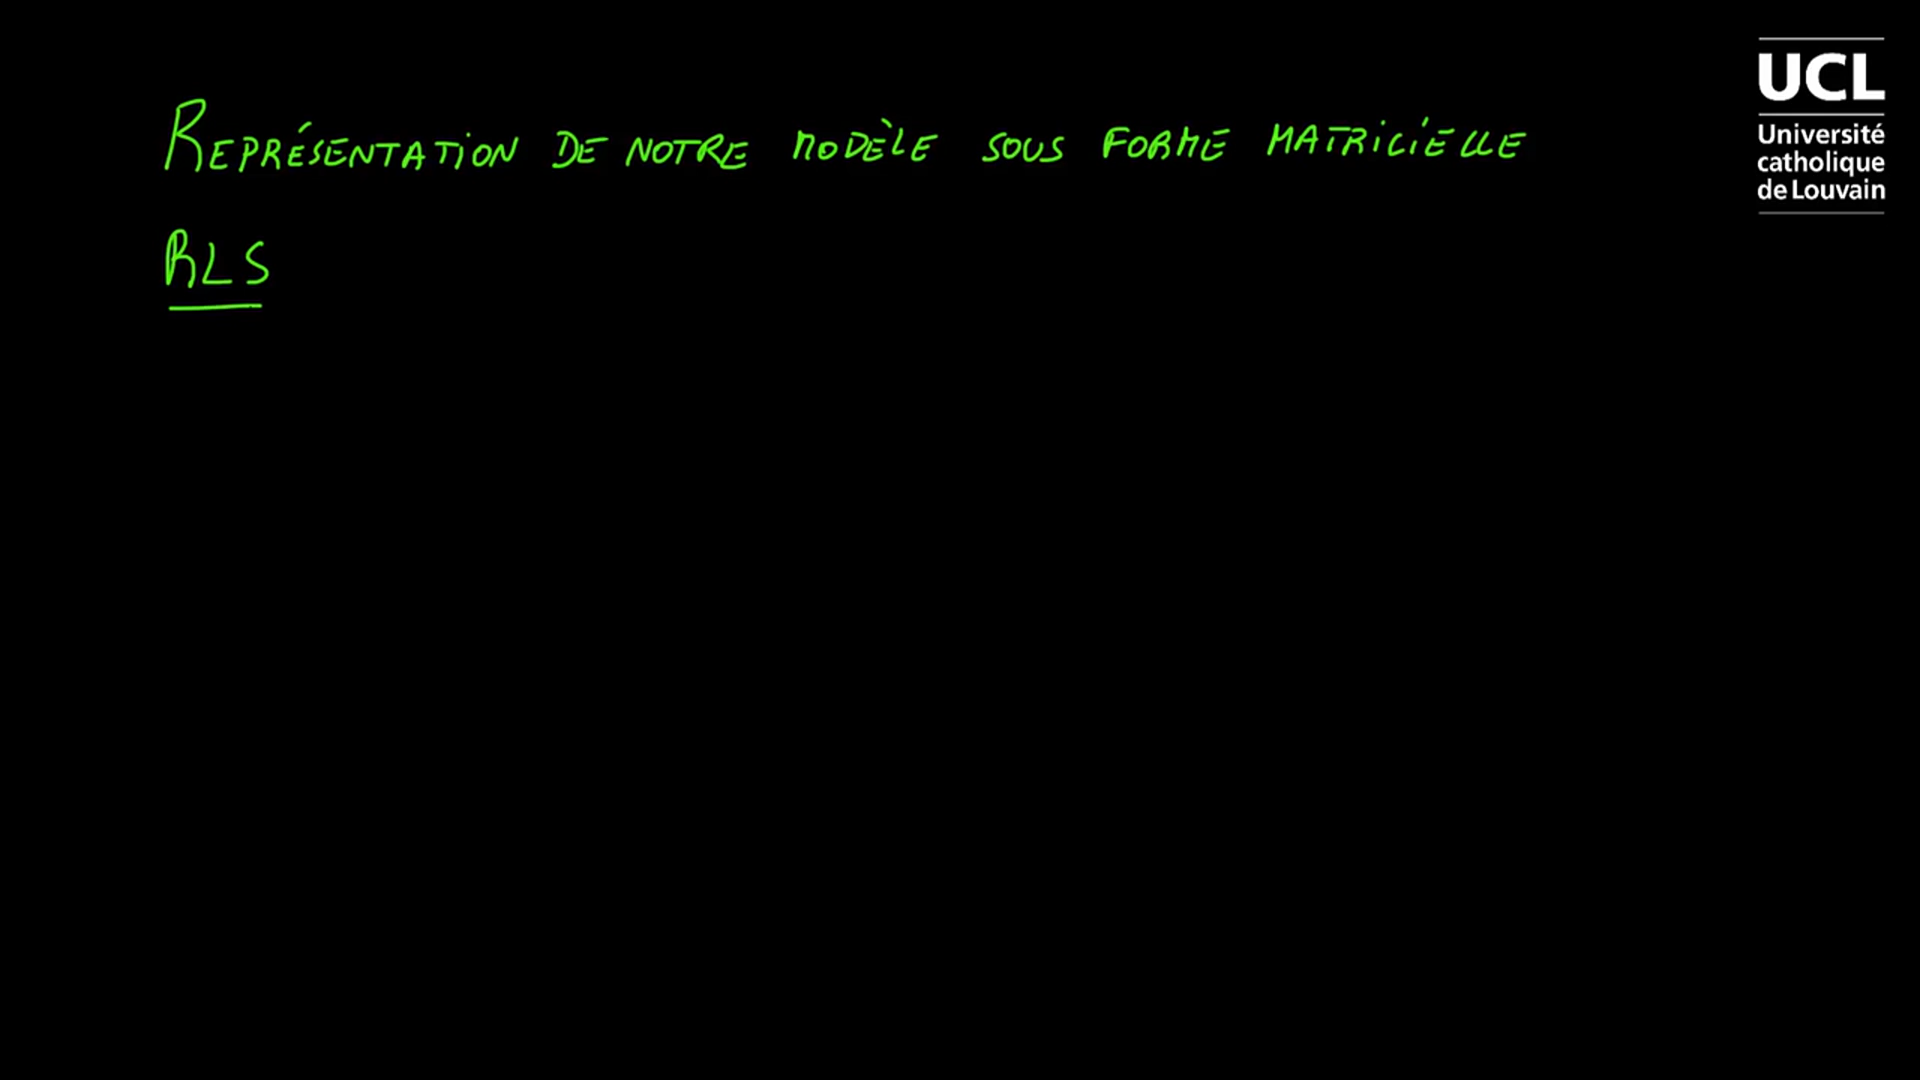 REPRÉSENTATION DE NOTRE MODÈLE SOUS FORME MATRICIELLE
RLS
UCL
Université
catholique
de Louvain